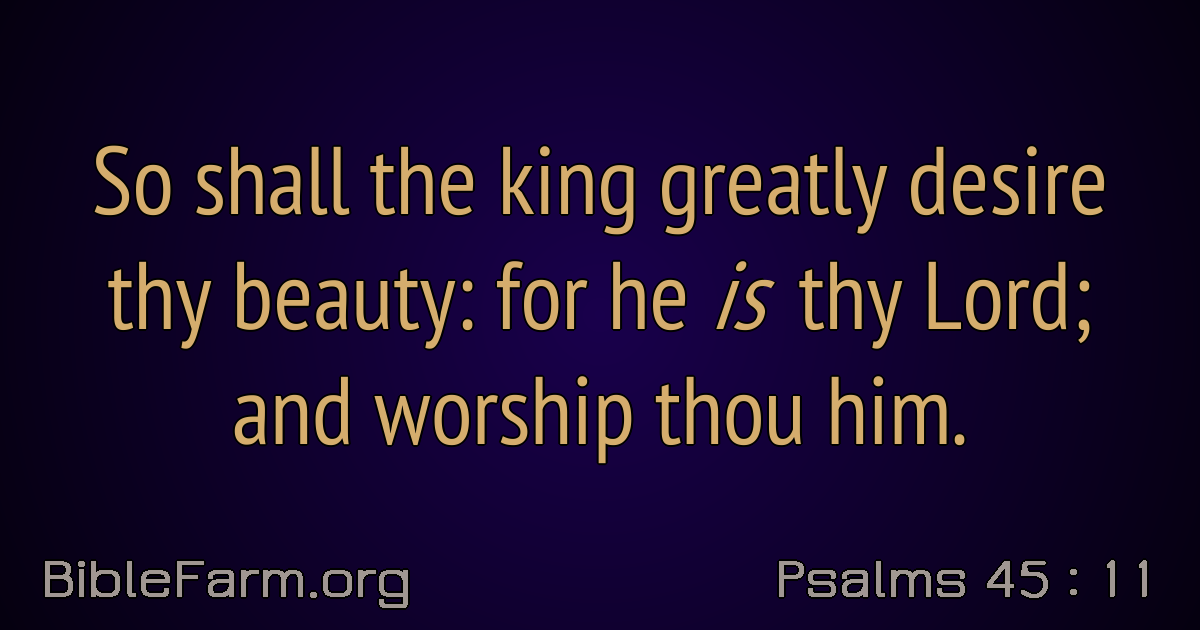 So shall the king greatly desire
thy beauty: for he is thy Lord;
and worship thou him.
BibleFarm.org
Psalms 45 : 11